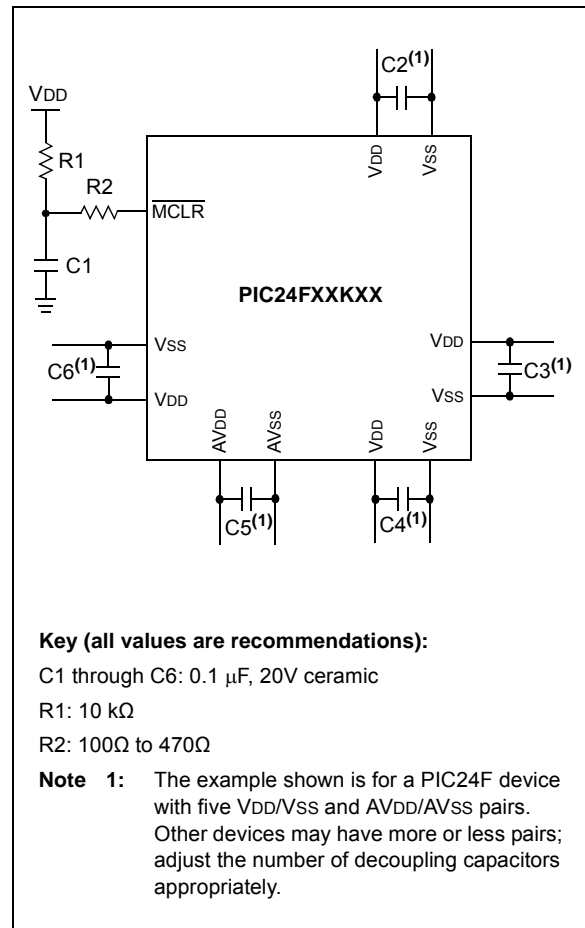 C2(1)
VDD
R1
R2
VDD
VSS
MCLR
C1
PIC24FXXKXX
VSS
VDD
C6(1)
C3(1)
VDD
VSS
AVDD
AVSS
VDD
VSS
C5(1)
C4(1)
Key (all values are recommendations):
C1 through C6: 0.1 μF, 20V ceramic
R1: 10 kΩ
R2: 100Ω to 470Ω
Note 1: The example shown is for a PIC24F device
with five VDD/VSS and AVDD/AVSS pairs.
Other devices may have more or less pairs;
adjust the number of decoupling capacitors
appropriately.